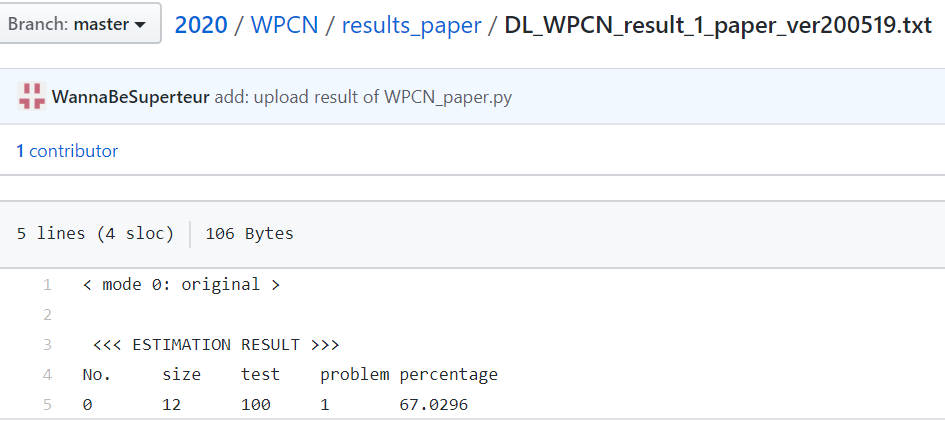 Branch: master
2020 / WPCN / results_paper / DL_WPCN_result_1_paper_ver200519.txt
WannaBeSuperteur add: upload result of WPCN_paper.py
1 contributor
5 lines (4 sloc) 106 Bytes
1 < mode 0: original >
2
3 <<< ESTIMATION RESULT >>>
4 No. size test problem percentage
5 0 12 100 1 67.0296